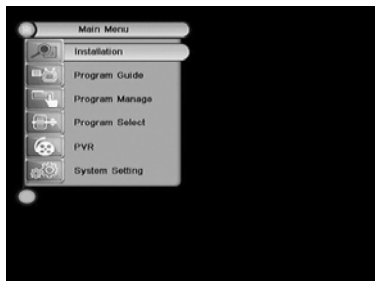 Main Menu
Installation
Program Guide
Program Manage
Program Select
PVR
System Setting